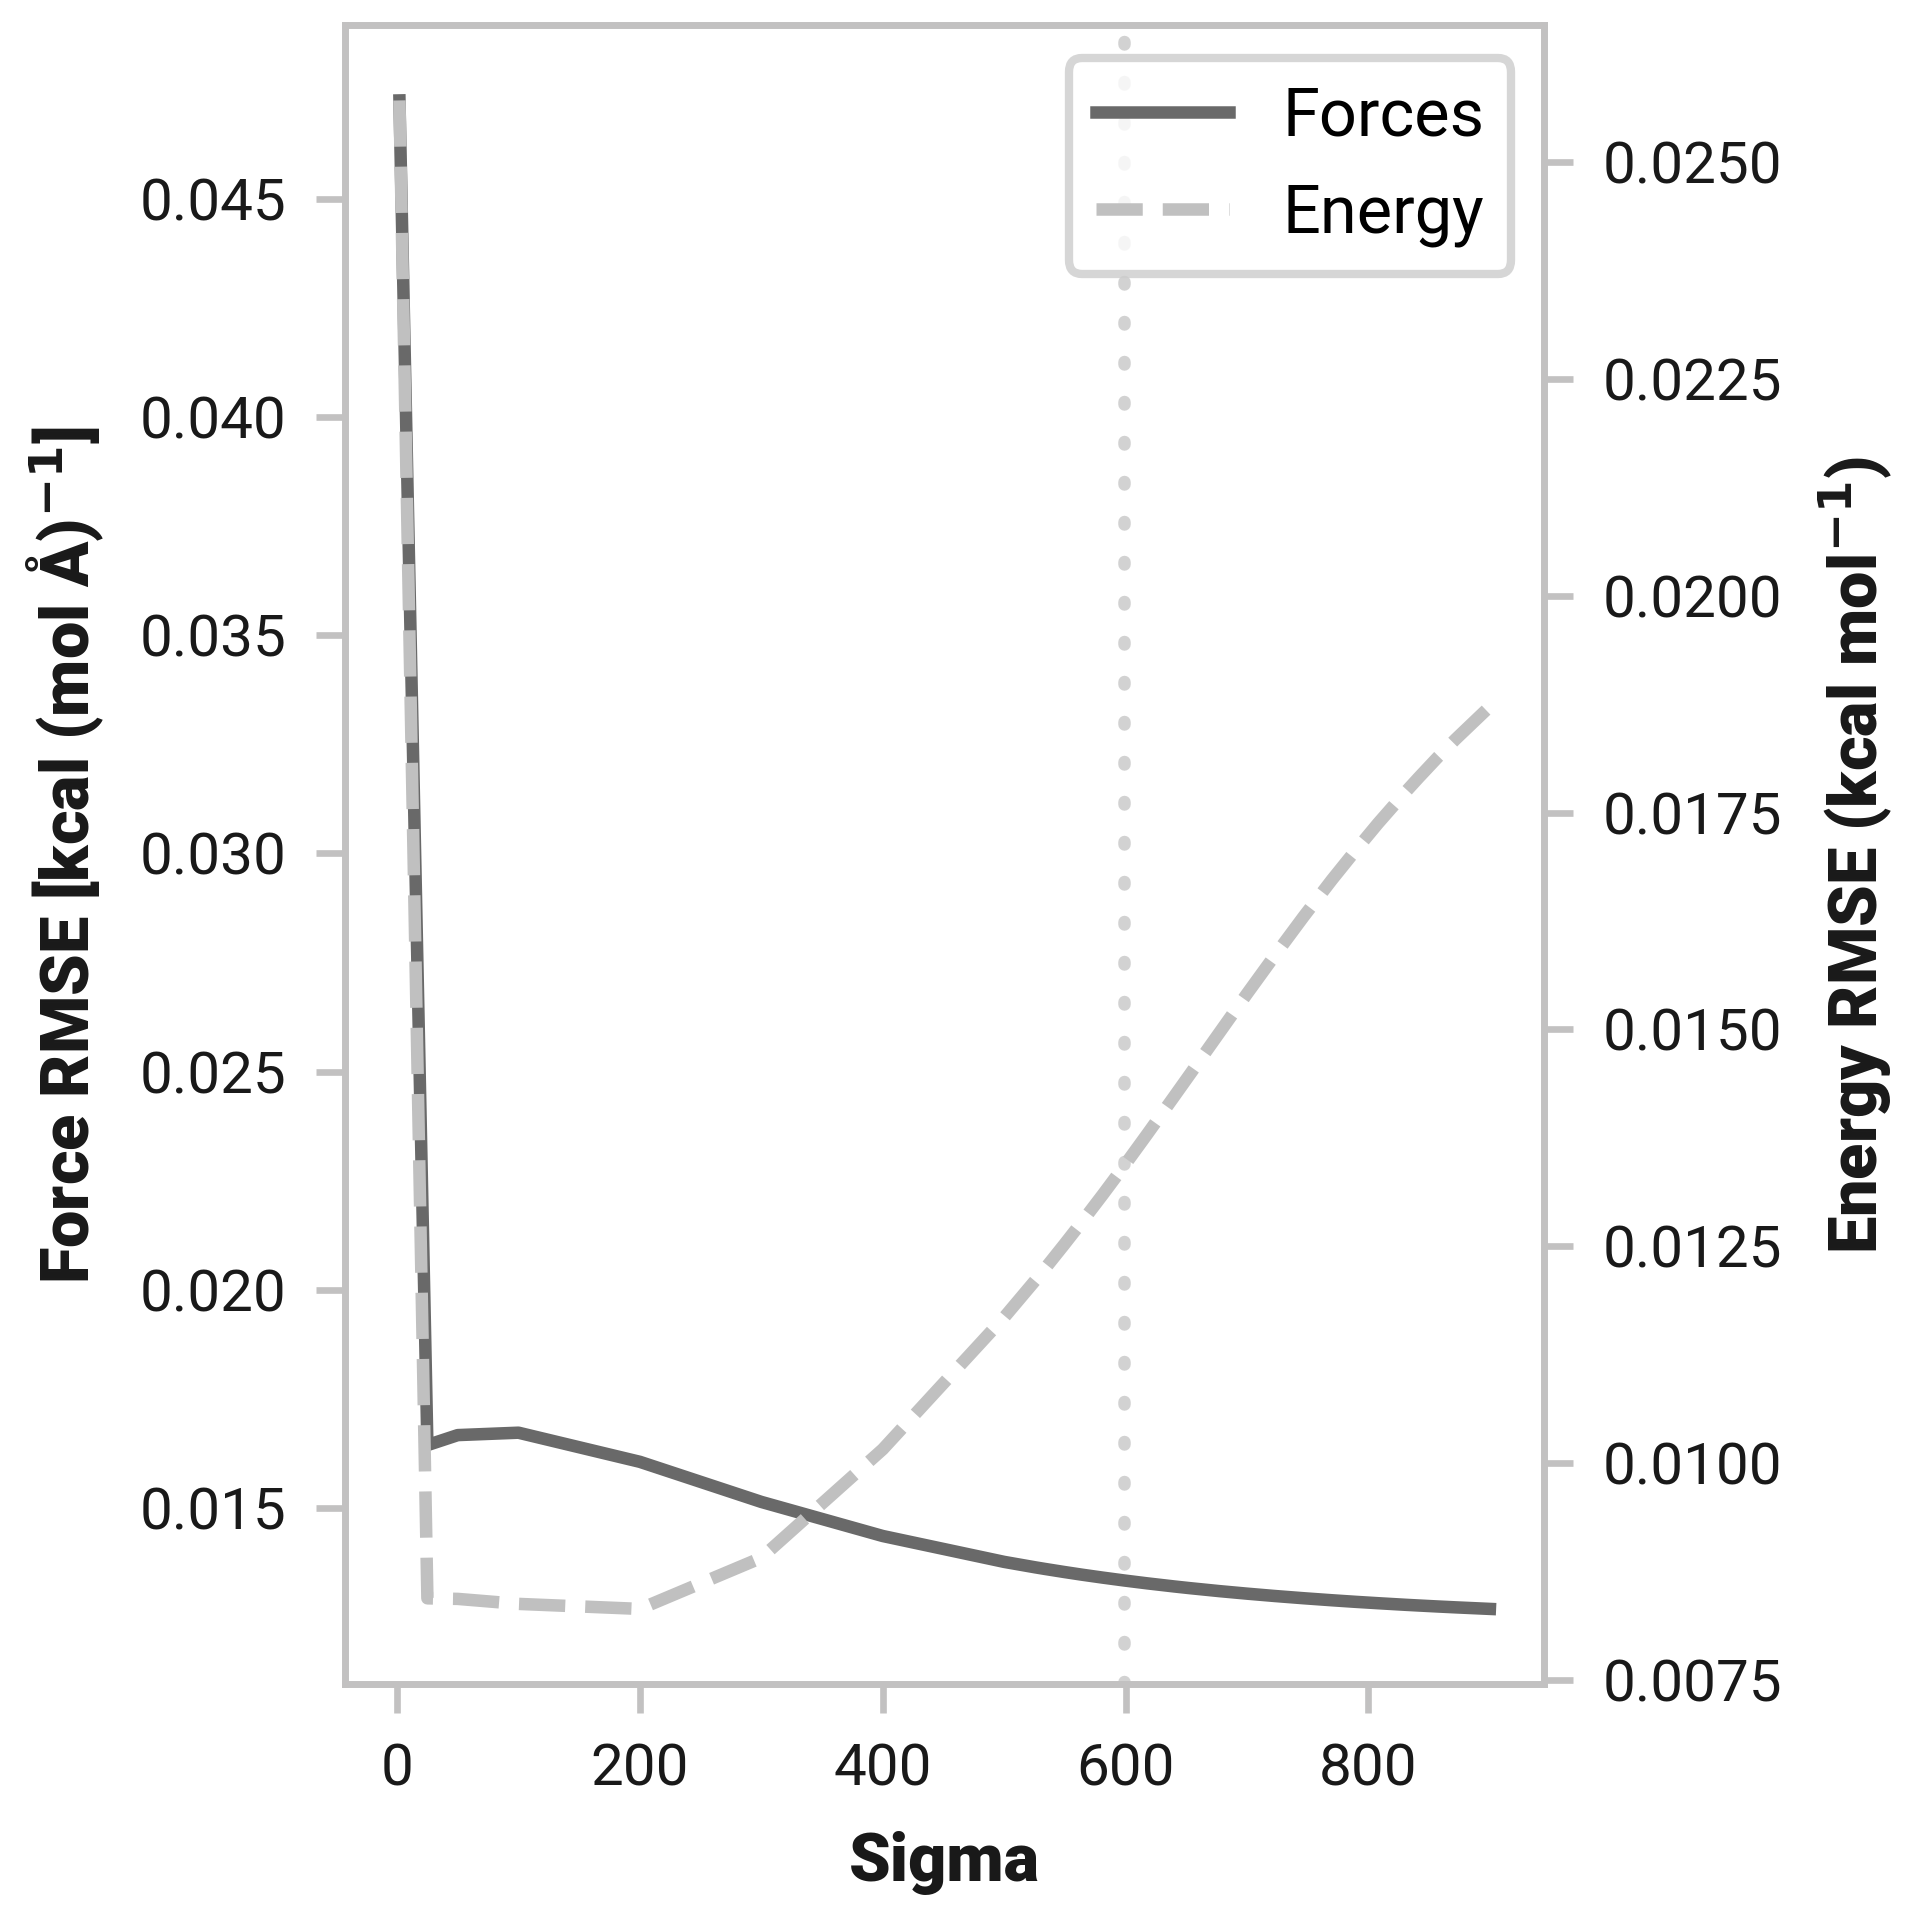 Forces
Energy
0.045
0.040
0.035
0.030
0.025
0.020
0.015
Force RMSE [kcal (mol Å)⁻¹]
0.0250
0.0225
0.0200
0.0175
0.0150
0.0125
0.0100
0.0075
Energy RMSE (kcal mol⁻¹)
0 200 400 600 800
Sigma